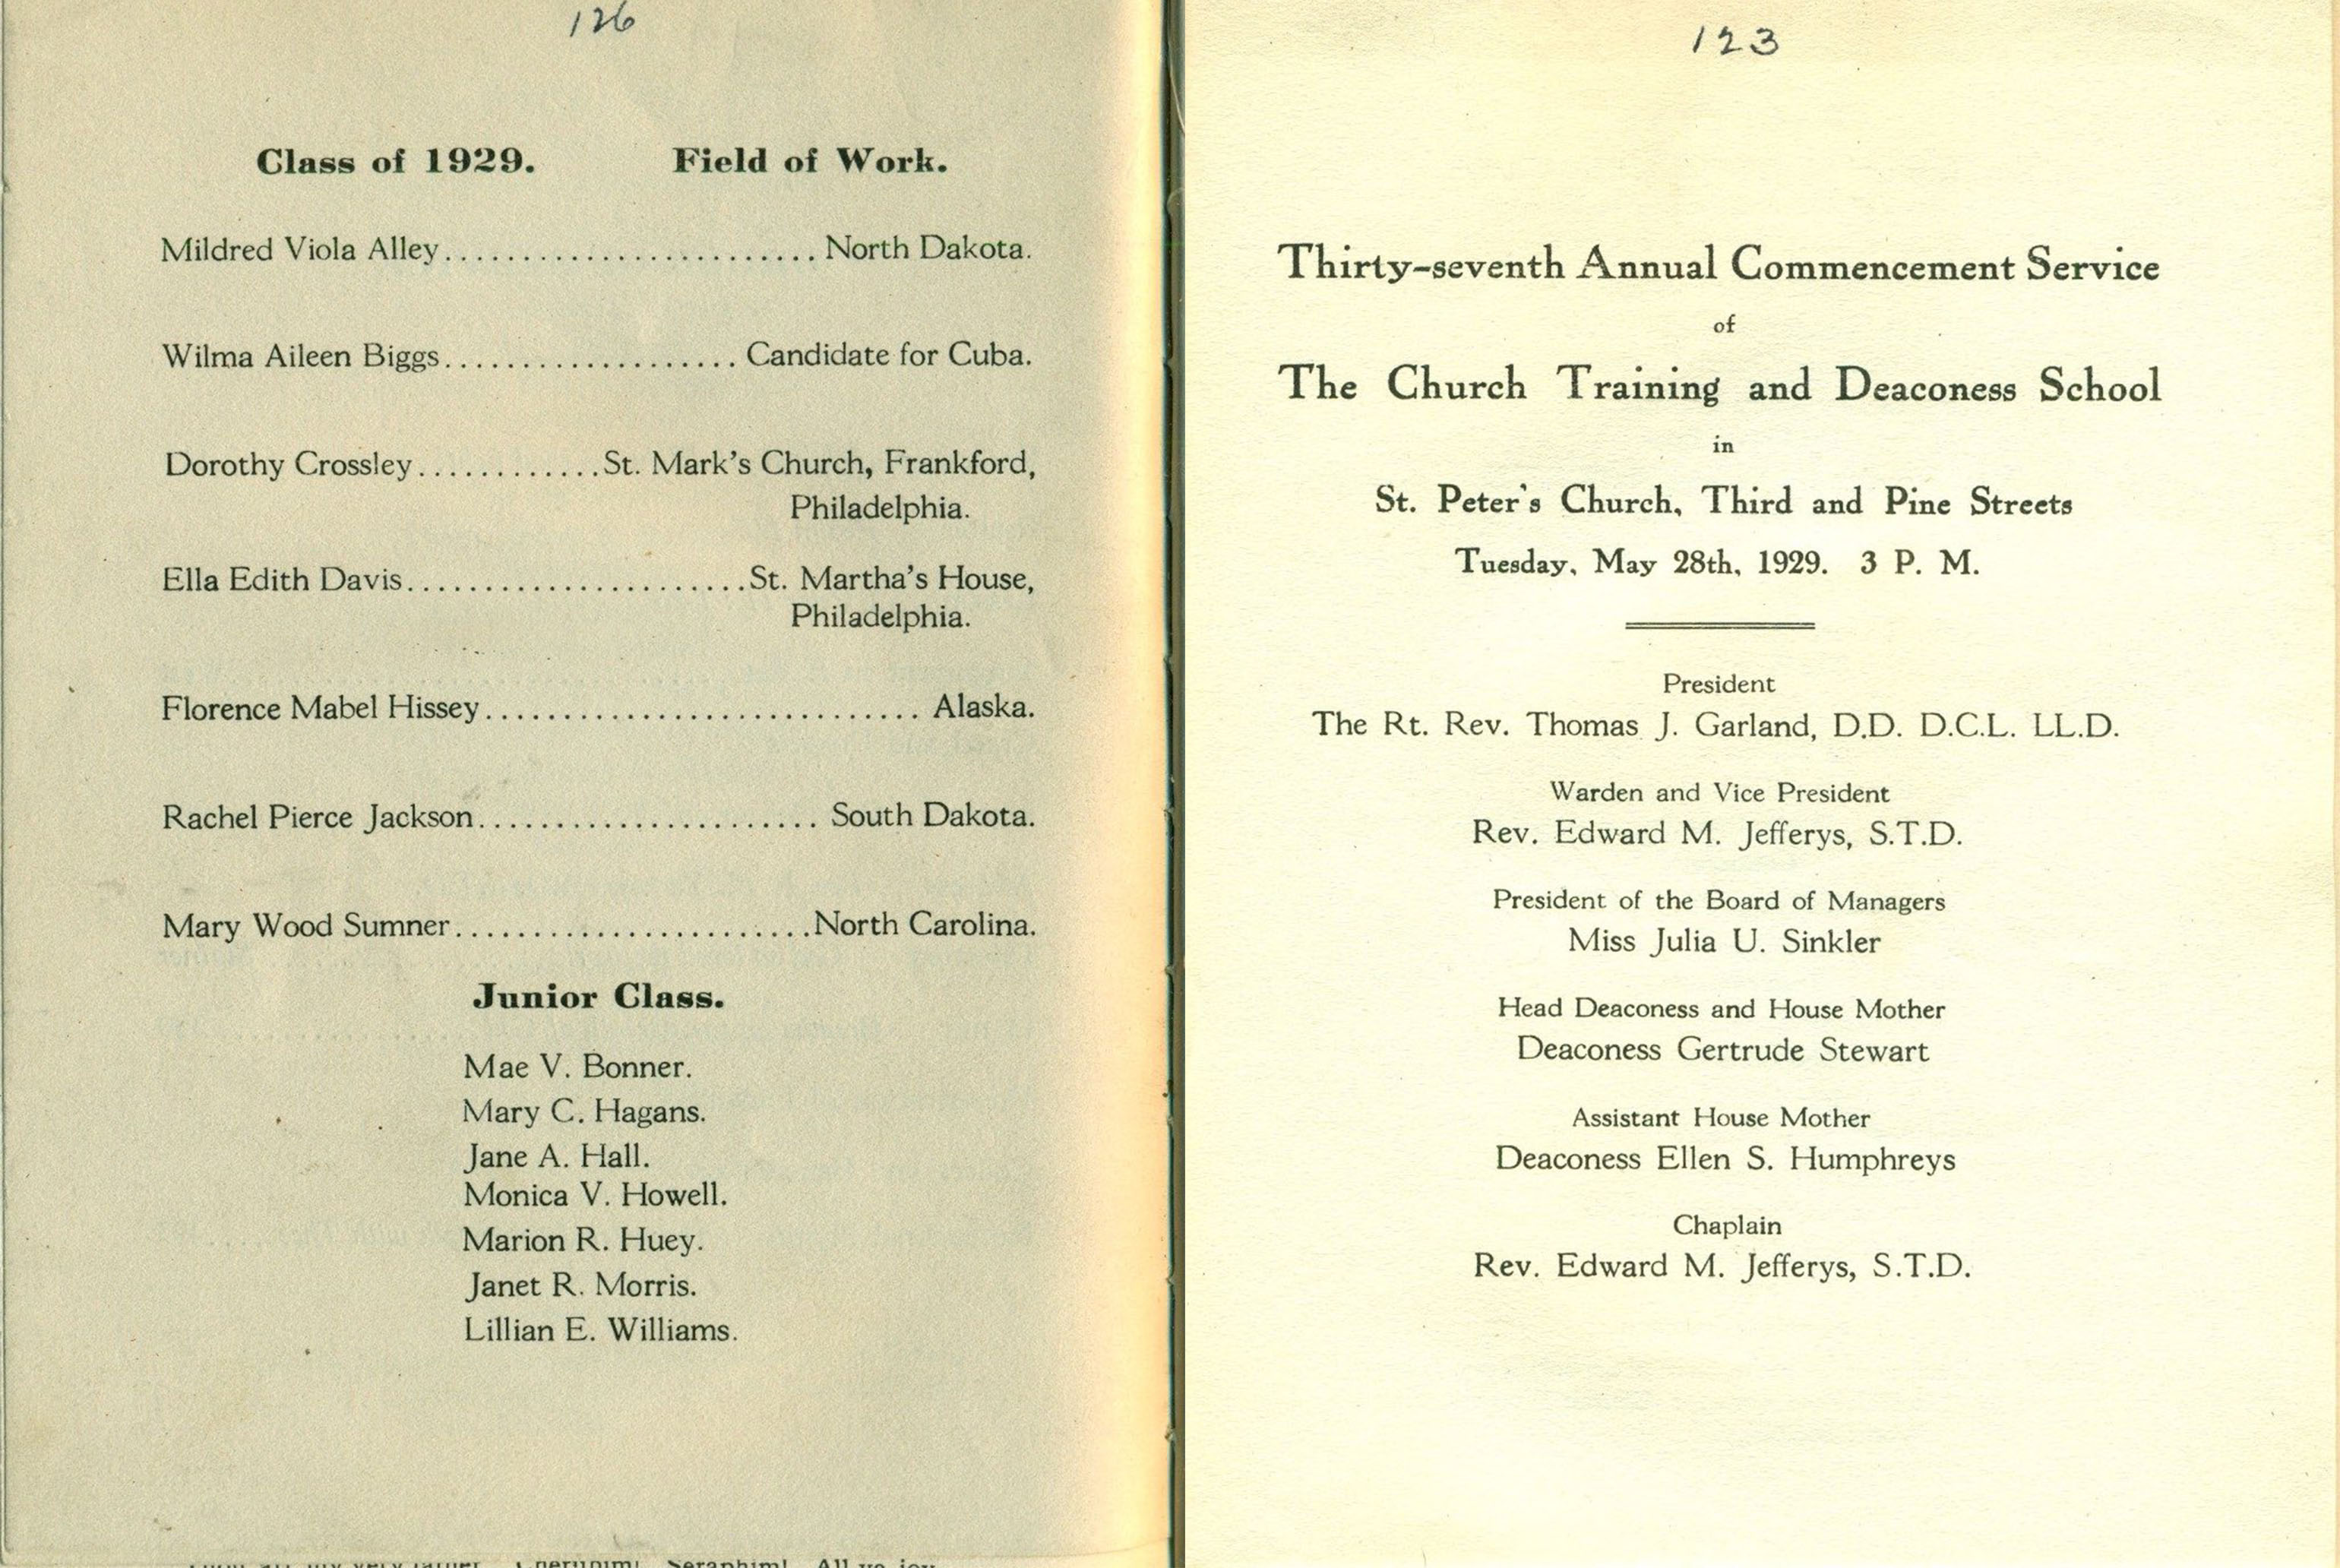 126
Class of 1929. Field of Work.
Mildred Viola Alley........................ North Dakota.
Wilma Aileen Biggs................... Candidate for Cuba.
Dorothy Crossley............St. Mark's Church, Frankford,
Philadelphia.
Ella Edith Davis......................St. Martha's House,
Philadelphia.
Florence Mabel Hissey............................ Alaska.
Rachel Pierce Jackson...................... South Dakota.
Mary Wood Sumner.......................North Carolina.
Junior Class.
Mae V. Bonner.
Mary C. Hagans.
Jane A. Hall.
Monica V. Howell.
Marion R. Huey.
Janet R. Morris.
Lillian E. Williams.
123
Thirty-seventh Annual Commencement Service
of
The Church Training and Deaconess School
in
St. Peter's Church, Third and Pine Streets
Tuesday, May 28th, 1929. 3 P. M.
President
The Rt. Rev. Thomas J. Garland, D.D. D.C.L. LL.D.
Warden and Vice President
Rev. Edward M. Jefferys, S.T.D.
President of the Board of Managers
Miss Julia U. Sinkler
Head Deaconess and House Mother
Deaconess Gertrude Stewart
Assistant House Mother
Deaconess Ellen S. Humphreys
Chaplain
Rev. Edward M. Jefferys, S.T.D.